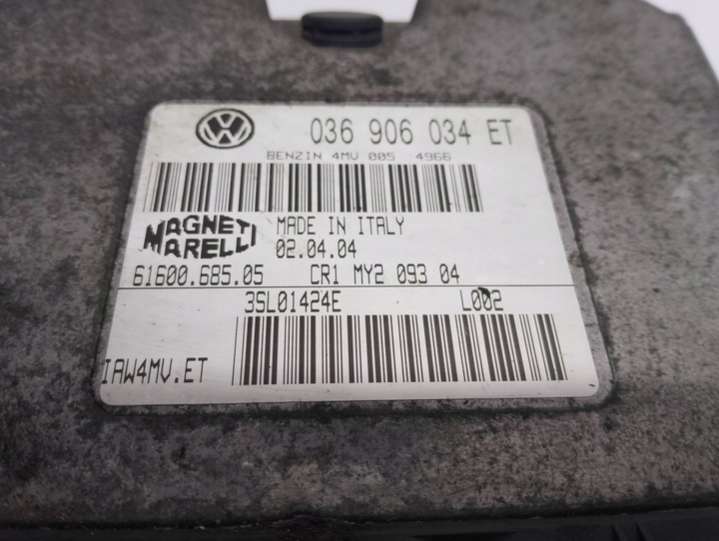 036 906 034 ET
BENZIN 4MV 005 4966
MAGNETI MARELLI
MADE IN ITALY
02.04.04
61600.685.05 CR1 MY2 093 04
3SL01424E L002
IAW4MV.ET